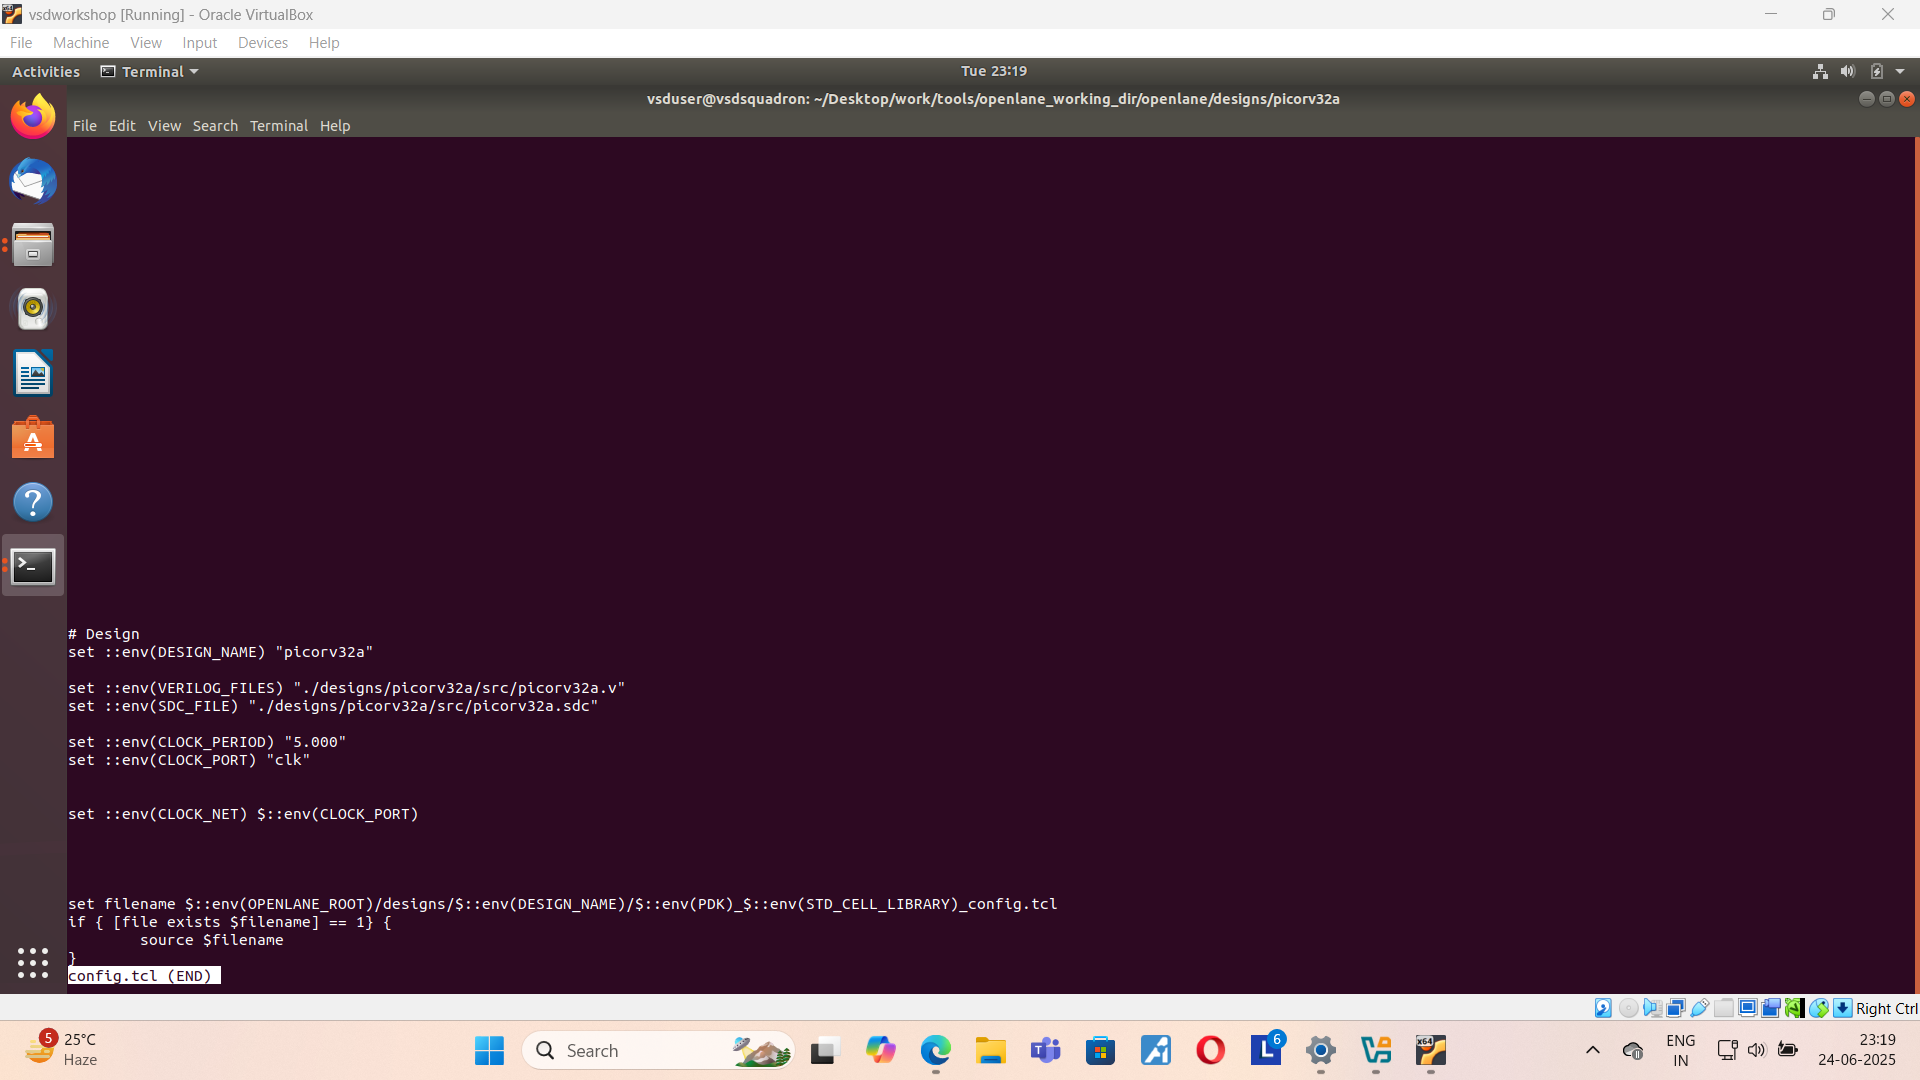 vsdworkshop [Running] - Oracle VirtualBox
File Machine View Input Devices Help
Activities Terminal Tue 23:19
vsduser@vsdsquadron: ~/Desktop/work/tools/openlane_working_dir/openlane/designs/picorv32a
File Edit View Search Terminal Help
# Design
set ::env(DESIGN_NAME) "picorv32a"
set ::env(VERILOG_FILES) "./designs/picorv32a/src/picorv32a.v"
set ::env(SDC_FILE) "./designs/picorv32a/src/picorv32a.sdc"
set ::env(CLOCK_PERIOD) "5.000"
set ::env(CLOCK_PORT) "clk"
set ::env(CLOCK_NET) $::env(CLOCK_PORT)
set filename $::env(OPENLANE_ROOT)/designs/$::env(DESIGN_NAME)/$::env(PDK)_$::env(STD_CELL_LIBRARY)_config.tcl
if { [file exists $filename] == 1} {
        source $filename
}
config.tcl (END)
Right Ctrl
5 25°C
Haze
Search
6
x64
ENG
IN
23:19
24-06-2025